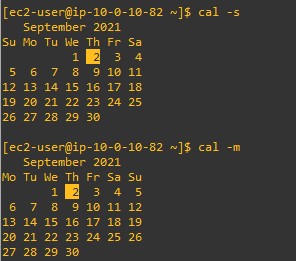 [ec2-user@ip-10-0-10-82 ~]$ cal -s
   September 2021
Su Mo Tu We Th Fr Sa
          1  2  3  4
 5  6  7  8  9 10 11
12 13 14 15 16 17 18
19 20 21 22 23 24 25
26 27 28 29 30
[ec2-user@ip-10-0-10-82 ~]$ cal -m
   September 2021
Mo Tu We Th Fr Sa Su
       1  2  3  4  5
 6  7  8  9 10 11 12
13 14 15 16 17 18 19
20 21 22 23 24 25 26
27 28 29 30